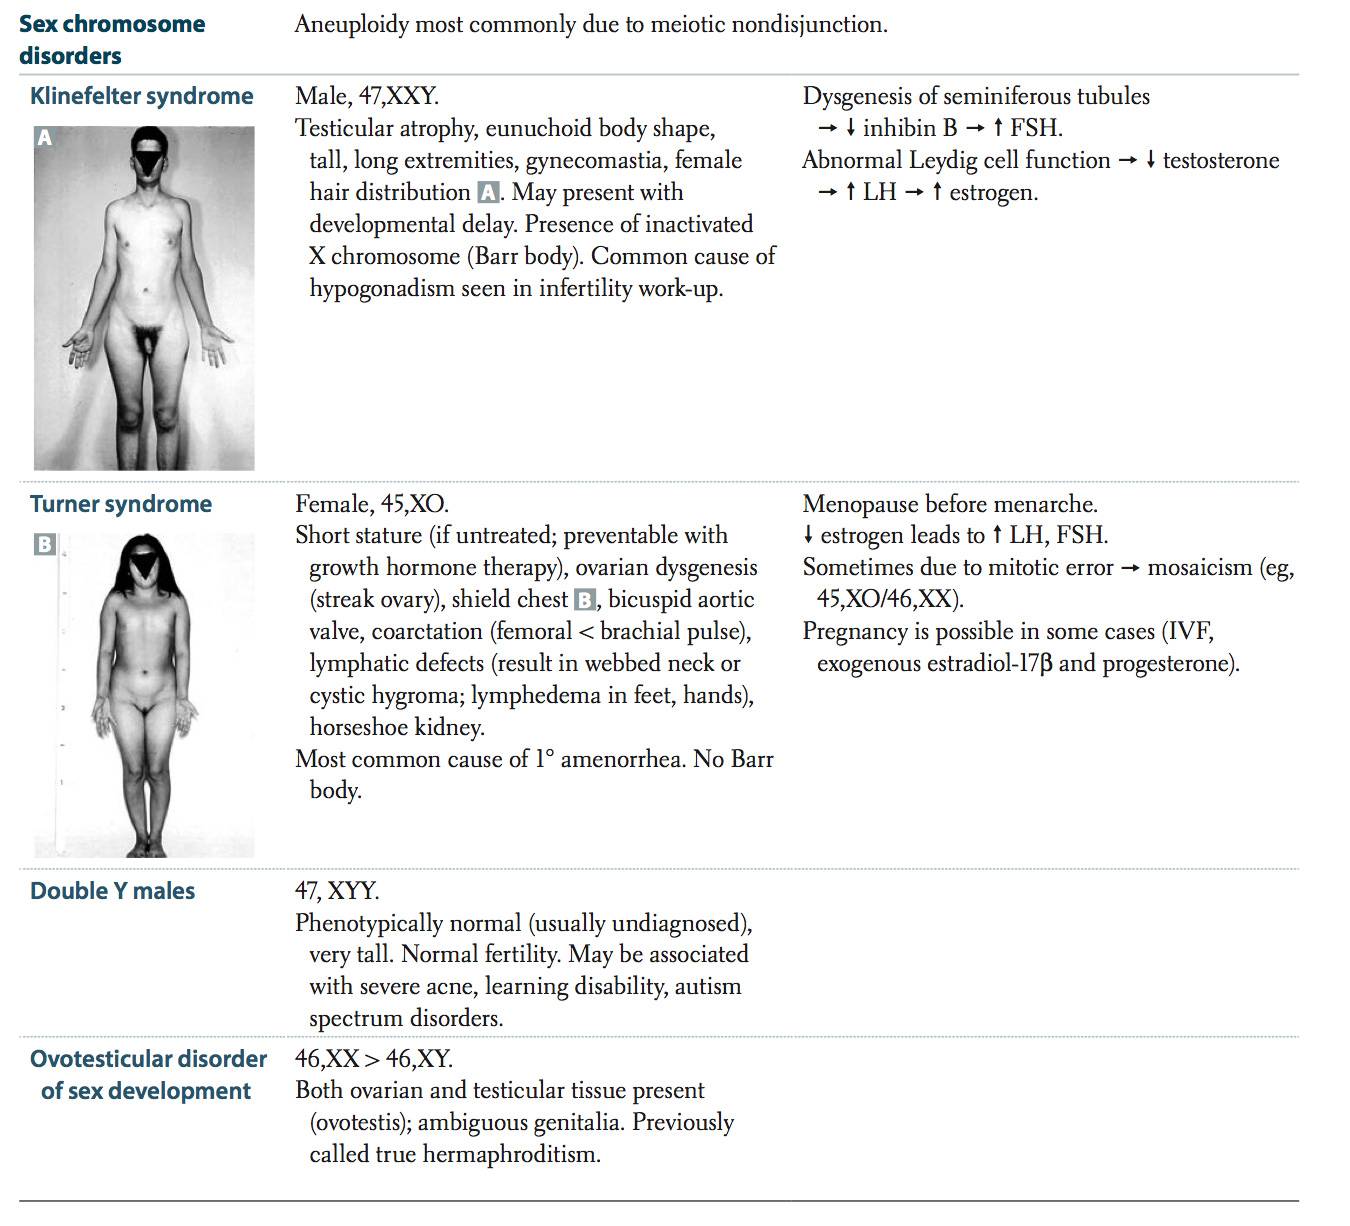 Sex chromosome
disorders
Aneuploidy most commonly due to meiotic nondisjunction.
Klinefelter syndrome
A
Male, 47,XXY.
Testicular atrophy, eunuchoid body shape,
tall, long extremities, gynecomastia, female
hair distribution A. May present with
developmental delay. Presence of inactivated
X chromosome (Barr body). Common cause of
hypogonadism seen in infertility work-up.
Dysgenesis of seminiferous tubules
→ ↓ inhibin B → ↑ FSH.
Abnormal Leydig cell function → ↓ testosterone
→ ↑ LH → ↑ estrogen.
Turner syndrome
B
Female, 45,XO.
Short stature (if untreated; preventable with
growth hormone therapy), ovarian dysgenesis
(streak ovary), shield chest B, bicuspid aortic
valve, coarctation (femoral < brachial pulse),
lymphatic defects (result in webbed neck or
cystic hygroma; lymphedema in feet, hands),
horseshoe kidney.
Most common cause of 1° amenorrhea. No Barr
body.
Menopause before menarche.
↓ estrogen leads to ↑ LH, FSH.
Sometimes due to mitotic error → mosaicism (eg,
45,XO/46,XX).
Pregnancy is possible in some cases (IVF,
exogenous estradiol-17β and progesterone).
Double Y males
47, XYY.
Phenotypically normal (usually undiagnosed),
very tall. Normal fertility. May be associated
with severe acne, learning disability, autism
spectrum disorders.
Ovotesticular disorder
of sex development
46,XX > 46,XY.
Both ovarian and testicular tissue present
(ovotestis); ambiguous genitalia. Previously
called true hermaphroditism.